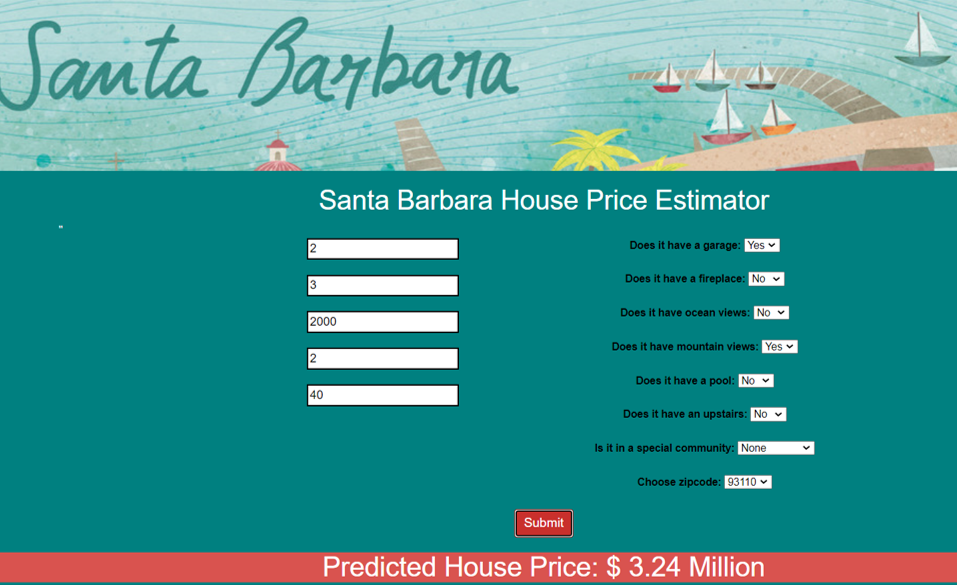 Santa Barbara
Santa Barbara House Price Estimator
"
2
3
2000
2
40
Does it have a garage: Yes
Does it have a fireplace: No
Does it have ocean views: No
Does it have mountain views: Yes
Does it have a pool: No
Does it have an upstairs: No
Is it in a special community: None
Choose zipcode: 93110
Submit
Predicted House Price: $ 3.24 Million